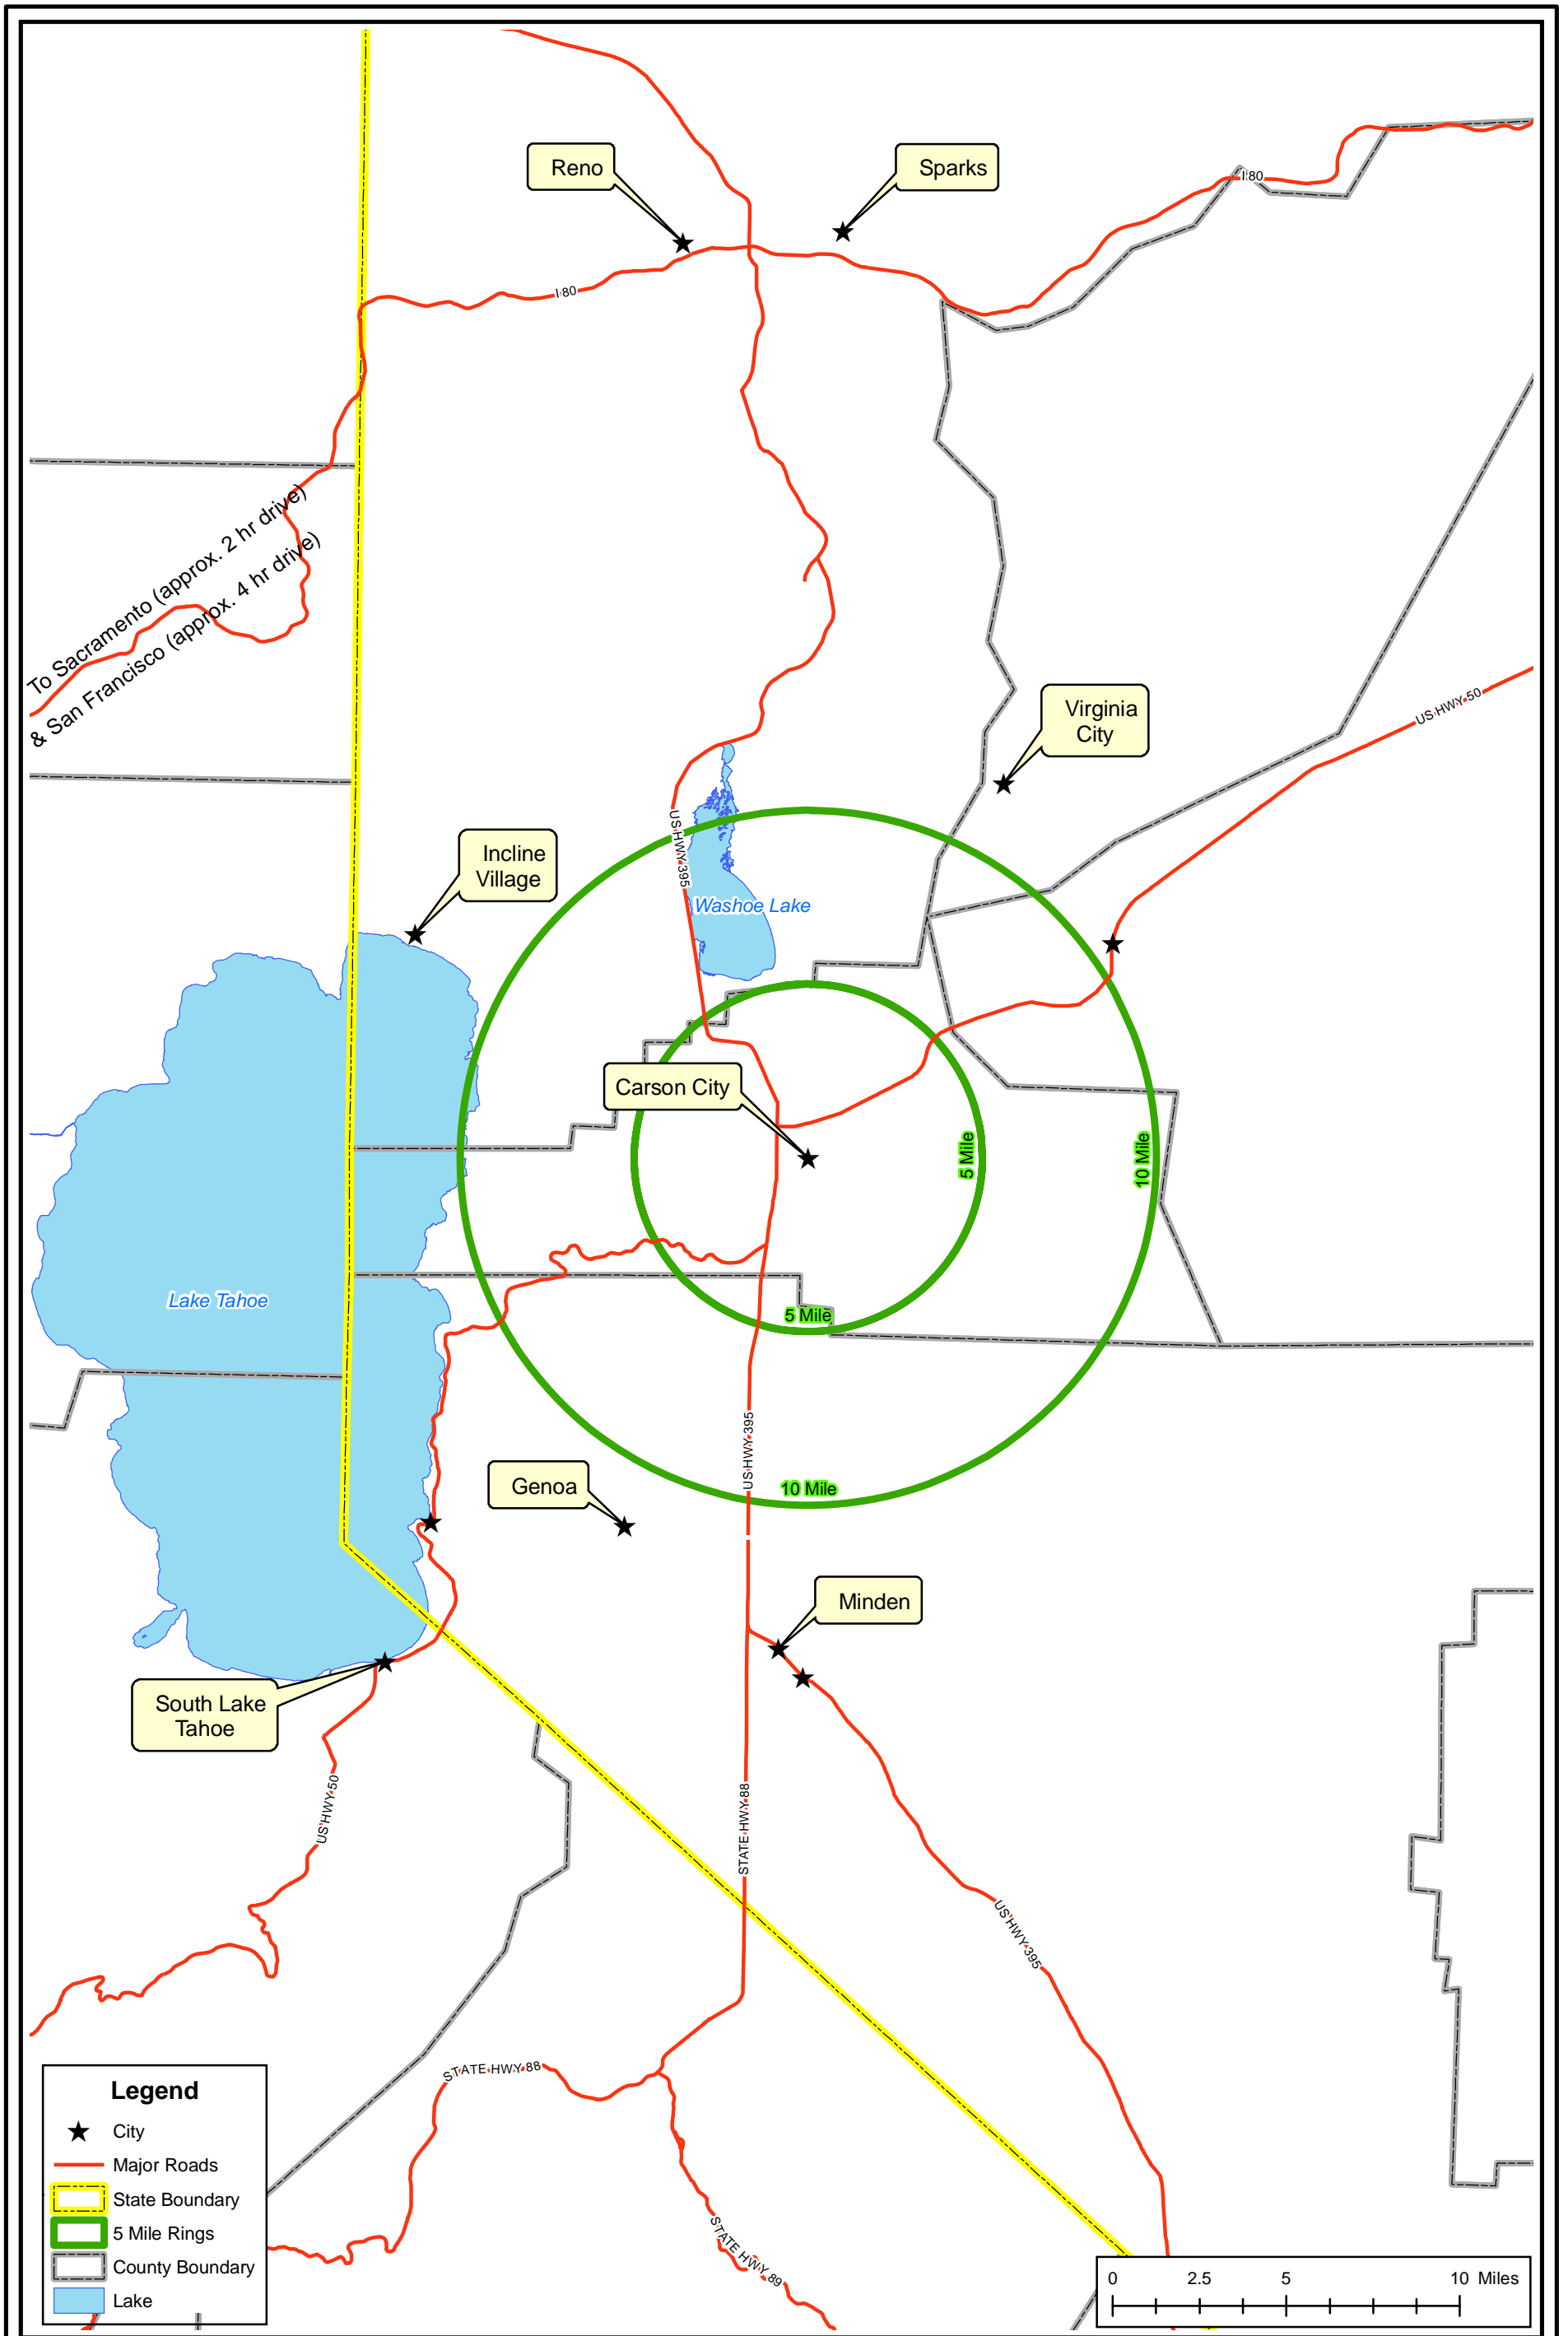 Reno
Sparks
I 80
I 80
To Sacramento (approx. 2 hr drive)
& San Francisco (approx. 4 hr drive)
Virginia
City
US HWY 50
Incline
Village
US HWY 395
Washoe Lake
Carson City
5 Mile
10 Mile
Lake Tahoe
5 Mile
US HWY 395
10 Mile
Genoa
Minden
South Lake
Tahoe
US HWY 50
STATE HWY 88
US HWY 395
STATE HWY 88
STATE HWY 89
Legend
City
Major Roads
State Boundary
5 Mile Rings
County Boundary
Lake
0 2.5 5 10 Miles